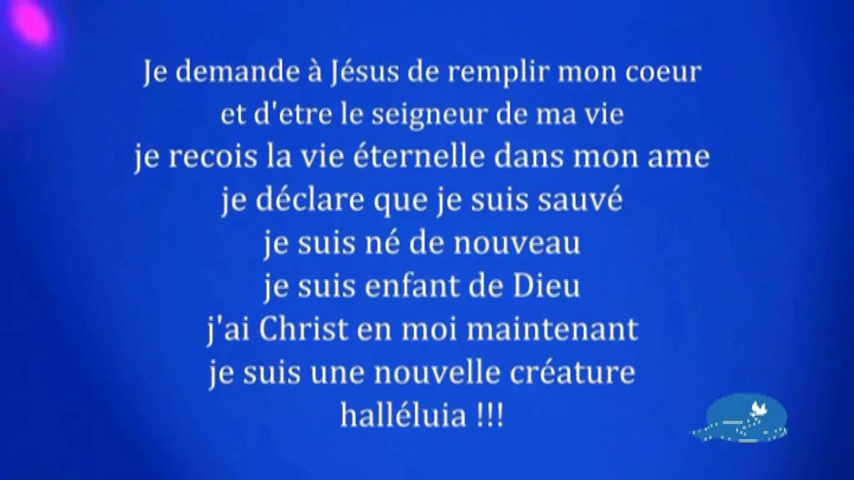 Je demande à Jésus de remplir mon coeur
et d'etre le seigneur de ma vie
je recois la vie éternelle dans mon ame
je déclare que je suis sauvé
je suis né de nouveau
je suis enfant de Dieu
j'ai Christ en moi maintenant
je suis une nouvelle créature
halléluia !!!